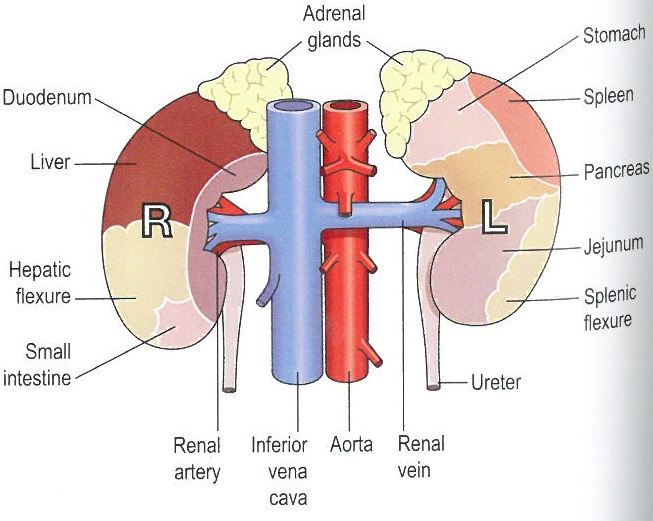 Adrenal
glands
Stomach
Duodenum
Spleen
Liver
Pancreas
R
L
Jejunum
Hepatic
flexure
Splenic
flexure
Small
intestine
Ureter
Renal
artery
Inferior
vena
cava
Aorta
Renal
vein